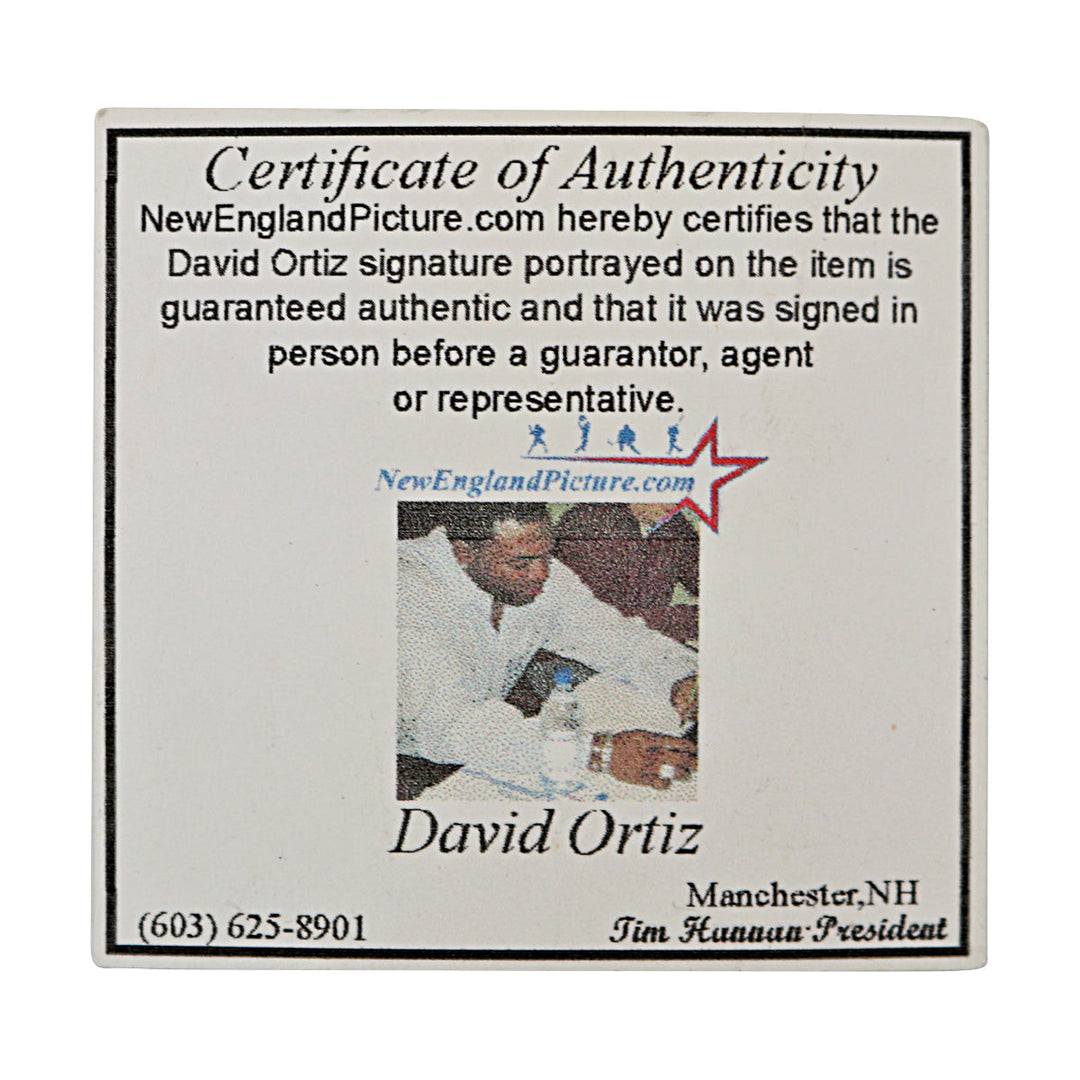 Certificate of Authenticity
NewEnglandPicture.com hereby certifies that the
David Ortiz signature portrayed on the item is
guaranteed authentic and that it was signed in
person before a guarantor, agent
or representative.
NewEnglandPicture.com
David Ortiz
Manchester,NH
(603) 625-8901
Tim Hannan-President